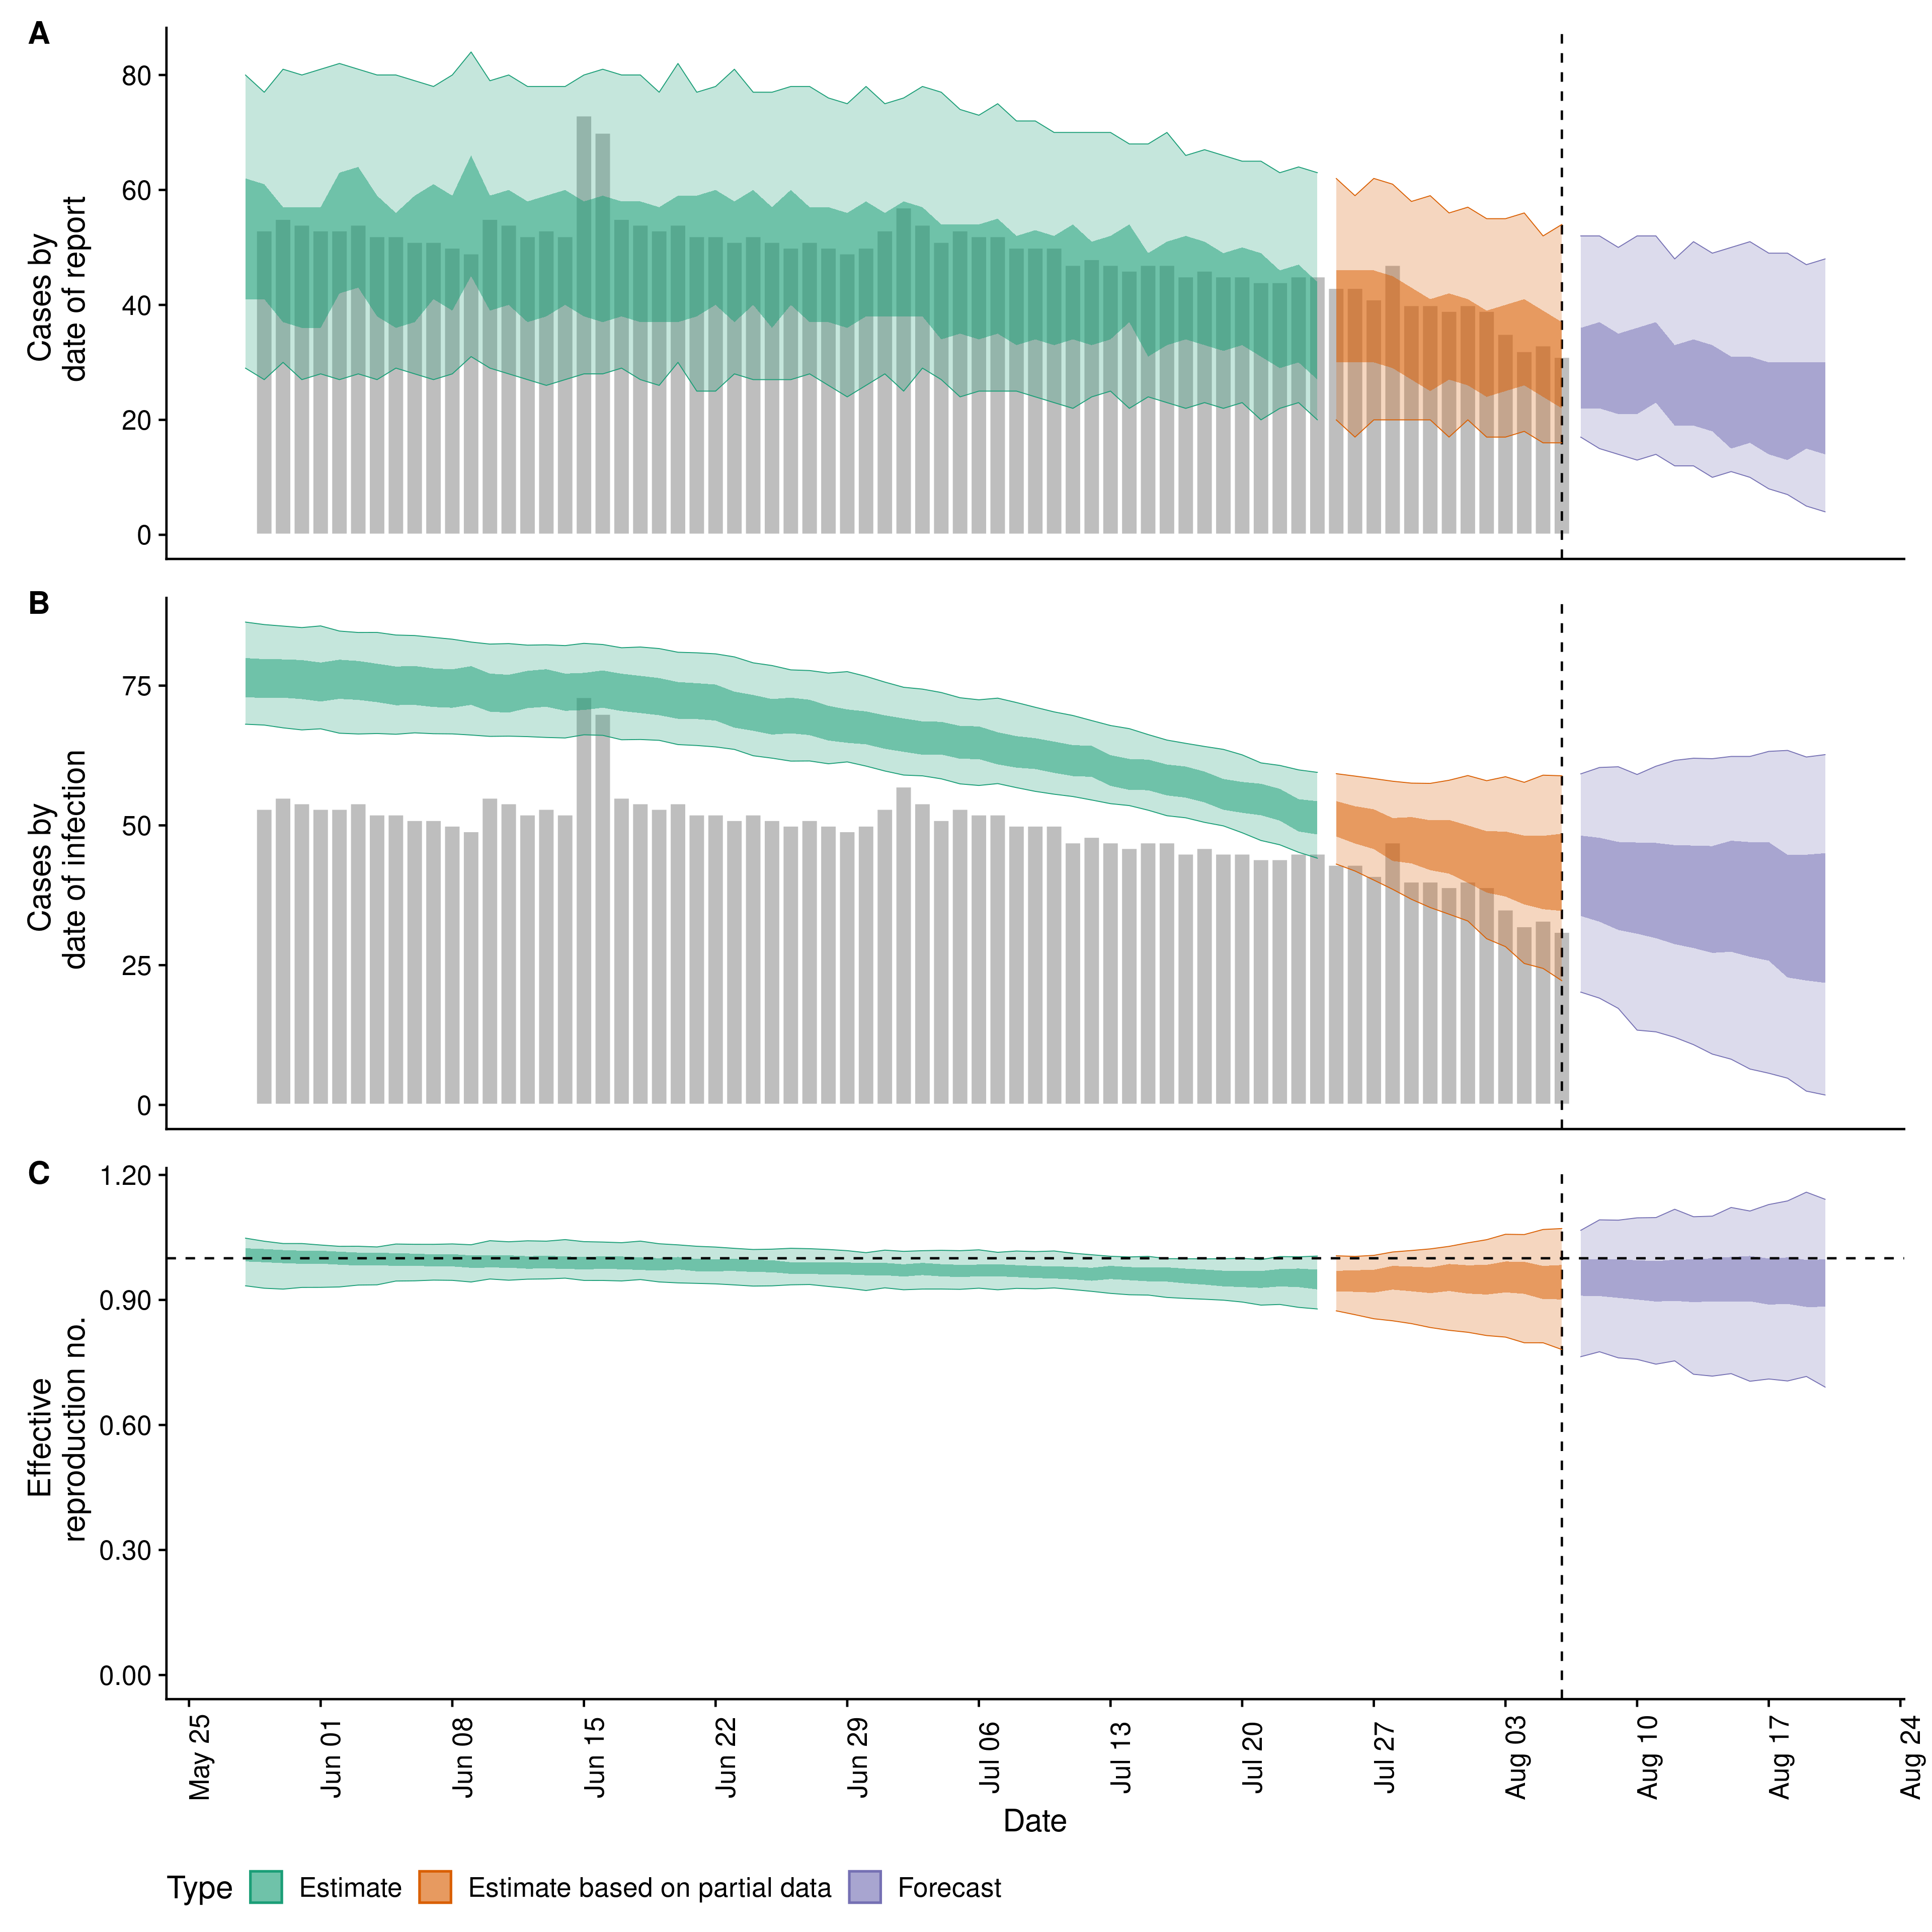 A
80
60
40
20
0
Cases by
date of report
B
75
50
25
0
Cases by
date of infection
C
1.20
0.90
0.60
0.30
0.00
Effective
reproduction no.
May 25
Jun 01
Jun 08
Jun 15
Jun 22
Jun 29
Jul 06
Jul 13
Jul 20
Jul 27
Aug 03
Aug 10
Aug 17
Aug 24
Date
Type Estimate Estimate based on partial data Forecast